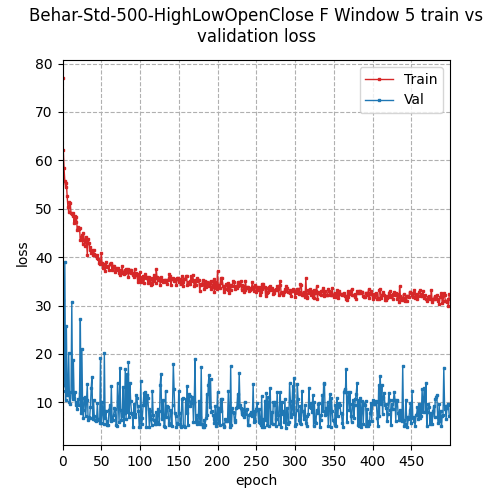 Behar-Std-500-HighLowOpenClose F Window 5 train vs
validation loss
80
70
60
50
40
30
20
10
loss
Train
Val
0 50 100 150 200 250 300 350 400 450
epoch